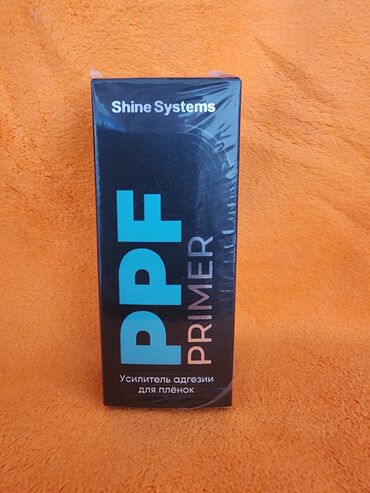 Shine Systems
PPF
PRIMER
Усилитель адгезии
для плёнок